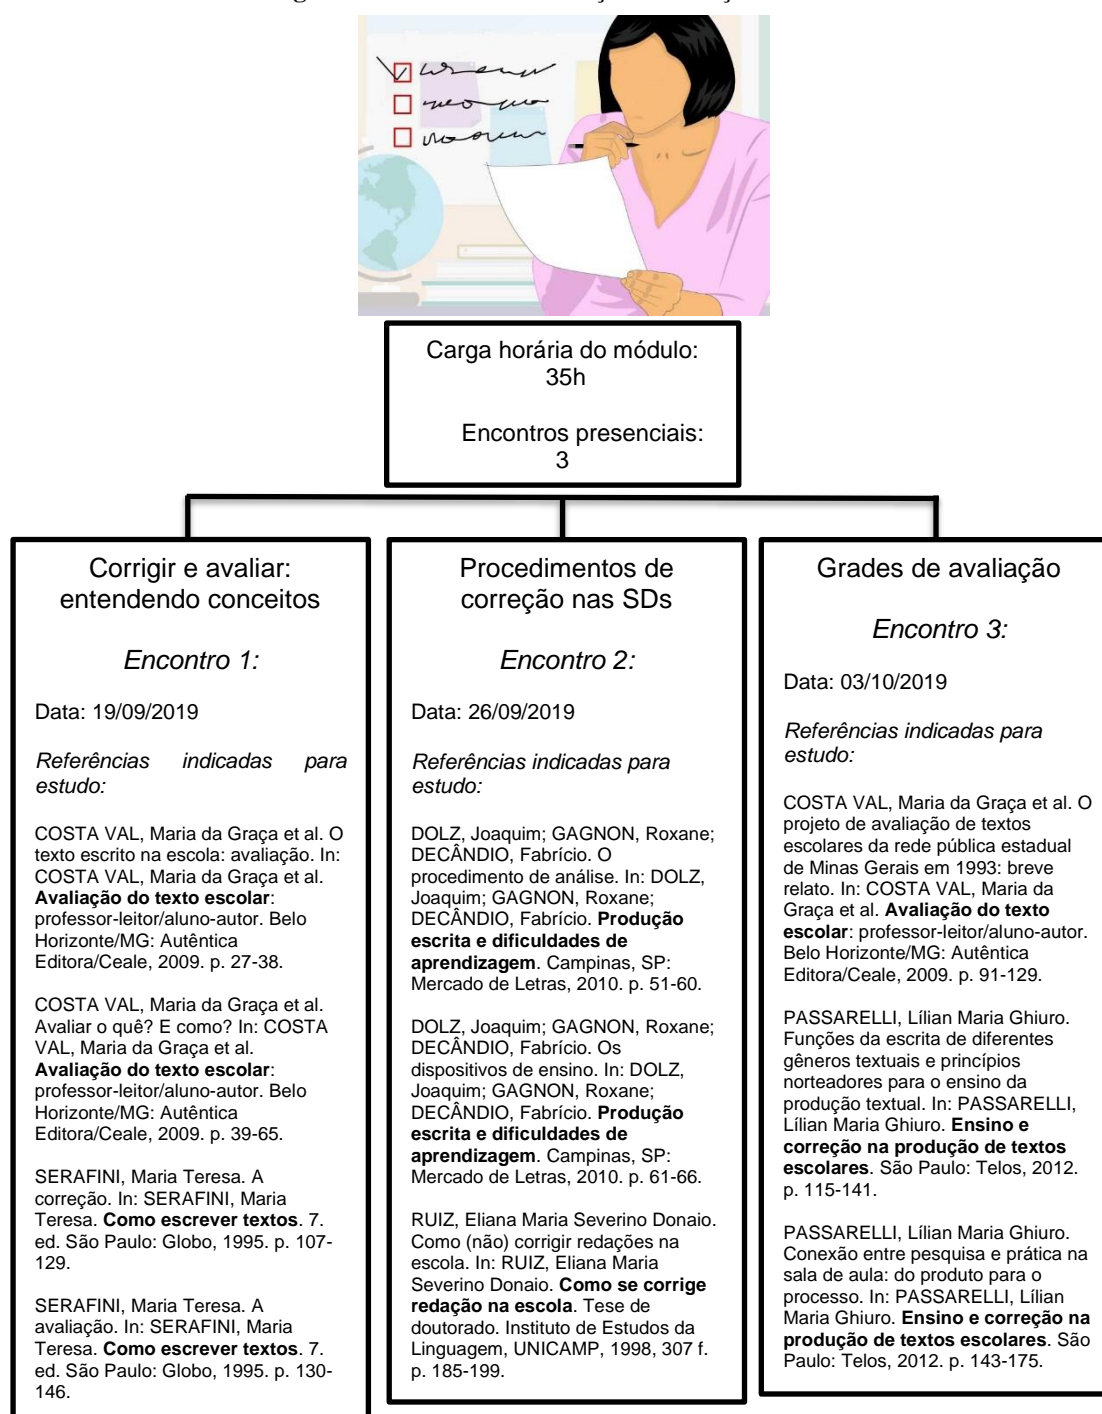 Carga horária do módulo:
35h
Encontros presenciais:
3
Corrigir e avaliar:
entendendo conceitos
Encontro 1:
Data: 19/09/2019
Referências indicadas para
estudo:
COSTA VAL, Maria da Graça et al. O
texto escrito na escola: avaliação. In:
COSTA VAL, Maria da Graça et al.
Avaliação do texto escolar:
professor-leitor/aluno-autor. Belo
Horizonte/MG: Autêntica
Editora/Ceale, 2009. p. 27-38.
COSTA VAL, Maria da Graça et al.
Avaliar o quê? E como? In: COSTA
VAL, Maria da Graça et al.
Avaliação do texto escolar:
professor-leitor/aluno-autor. Belo
Horizonte/MG: Autêntica
Editora/Ceale, 2009. p. 39-65.
SERAFINI, Maria Teresa. A
correção. In: SERAFINI, Maria
Teresa. Como escrever textos. 7.
ed. São Paulo: Globo, 1995. p. 107-
129.
SERAFINI, Maria Teresa. A
avaliação. In: SERAFINI, Maria
Teresa. Como escrever textos. 7.
ed. São Paulo: Globo, 1995. p. 130-
146.
Procedimentos de
correção nas SDs
Encontro 2:
Data: 26/09/2019
Referências indicadas para
estudo:
DOLZ, Joaquim; GAGNON, Roxane;
DECÂNDIO, Fabrício. O
procedimento de análise. In: DOLZ,
Joaquim; GAGNON, Roxane;
DECÂNDIO, Fabrício. Produção
escrita e dificuldades de
aprendizagem. Campinas, SP:
Mercado de Letras, 2010. p. 51-60.
DOLZ, Joaquim; GAGNON, Roxane;
DECÂNDIO, Fabrício. Os
dispositivos de ensino. In: DOLZ,
Joaquim; GAGNON, Roxane;
DECÂNDIO, Fabrício. Produção
escrita e dificuldades de
aprendizagem. Campinas, SP:
Mercado de Letras, 2010. p. 61-66.
RUIZ, Eliana Maria Severino Donaio.
Como (não) corrigir redações na
escola. In: RUIZ, Eliana Maria
Severino Donaio. Como se corrige
redação na escola. Tese de
doutorado. Instituto de Estudos da
Linguagem, UNICAMP, 1998, 307 f.
p. 185-199.
Grades de avaliação
Encontro 3:
Data: 03/10/2019
Referências indicadas para
estudo:
COSTA VAL, Maria da Graça et al. O
projeto de avaliação de textos
escolares da rede pública estadual
de Minas Gerais em 1993: breve
relato. In: COSTA VAL, Maria da
Graça et al. Avaliação do texto
escolar: professor-leitor/aluno-autor.
Belo Horizonte/MG: Autêntica
Editora/Ceale, 2009. p. 91-129.
PASSARELLI, Lílian Maria Ghiuro.
Funções da escrita de diferentes
gêneros textuais e princípios
norteadores para o ensino da
produção textual. In: PASSARELLI,
Lílian Maria Ghiuro. Ensino e
correção na produção de textos
escolares. São Paulo: Telos, 2012.
p. 115-141.
PASSARELLI, Lílian Maria Ghiuro.
Conexão entre pesquisa e prática na
sala de aula: do produto para o
processo. In: PASSARELLI, Lílian
Maria Ghiuro. Ensino e correção na
produção de textos escolares. São
Paulo: Telos, 2012. p. 143-175.